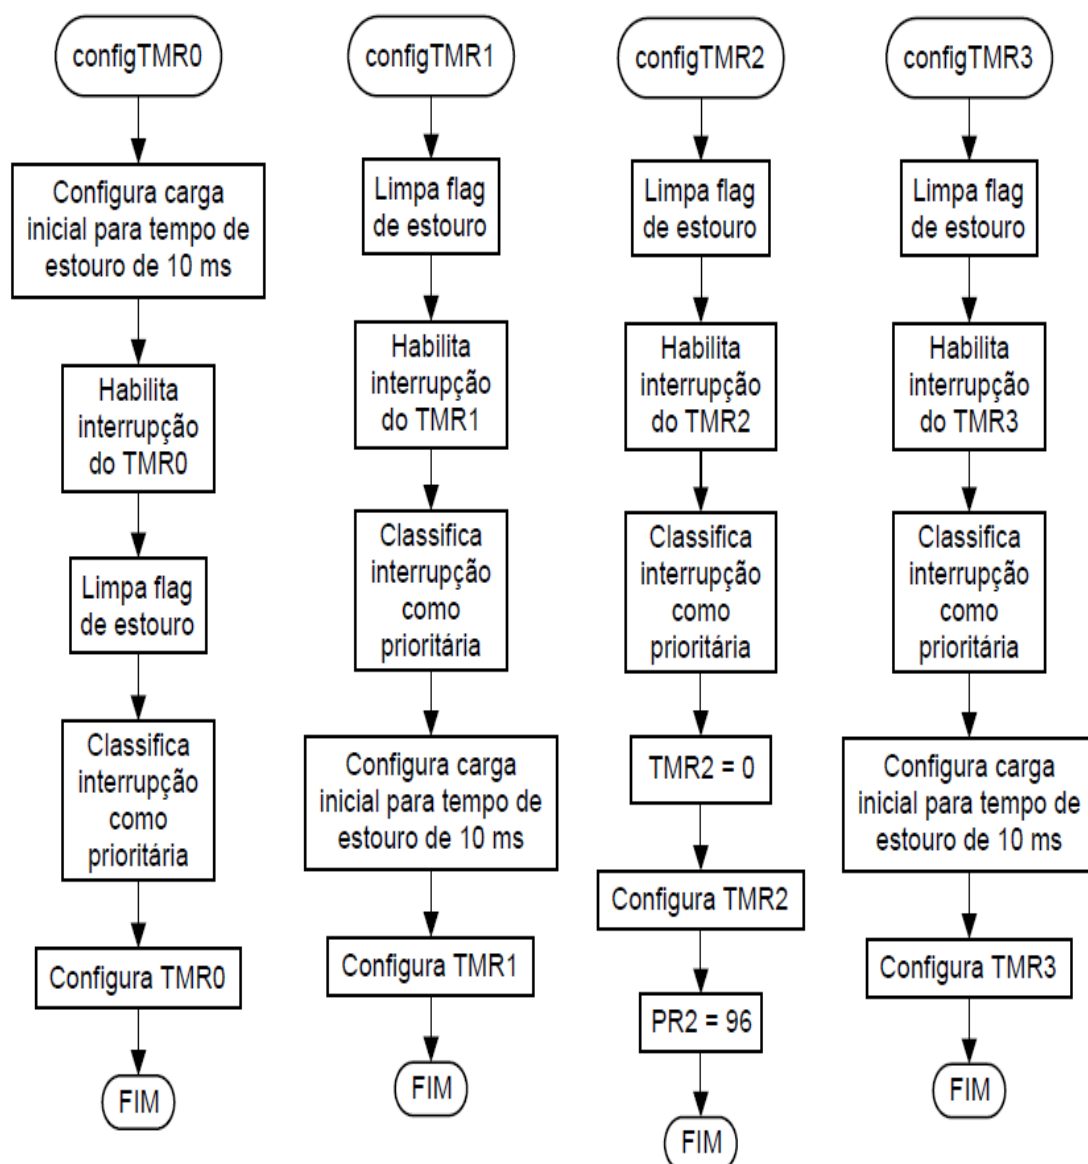 configTMR0
Configura carga
inicial para tempo de
estouro de 10 ms
Habilita
interrupção
do TMR0
Limpa flag
de estouro
Classifica
interrupção
como
prioritária
Configura TMR0
FIM
configTMR1
Limpa flag
de estouro
Habilita
interrupção
do TMR1
Classifica
interrupção
como
prioritária
Configura carga
inicial para tempo de
estouro de 10 ms
Configura TMR1
FIM
configTMR2
Limpa flag
de estouro
Habilita
interrupção
do TMR2
Classifica
interrupção
como
prioritária
TMR2 = 0
Configura TMR2
PR2 = 96
FIM
configTMR3
Limpa flag
de estouro
Habilita
interrupção
do TMR3
Classifica
interrupção
como
prioritária
Configura carga
inicial para tempo de
estouro de 10 ms
Configura TMR3
FIM